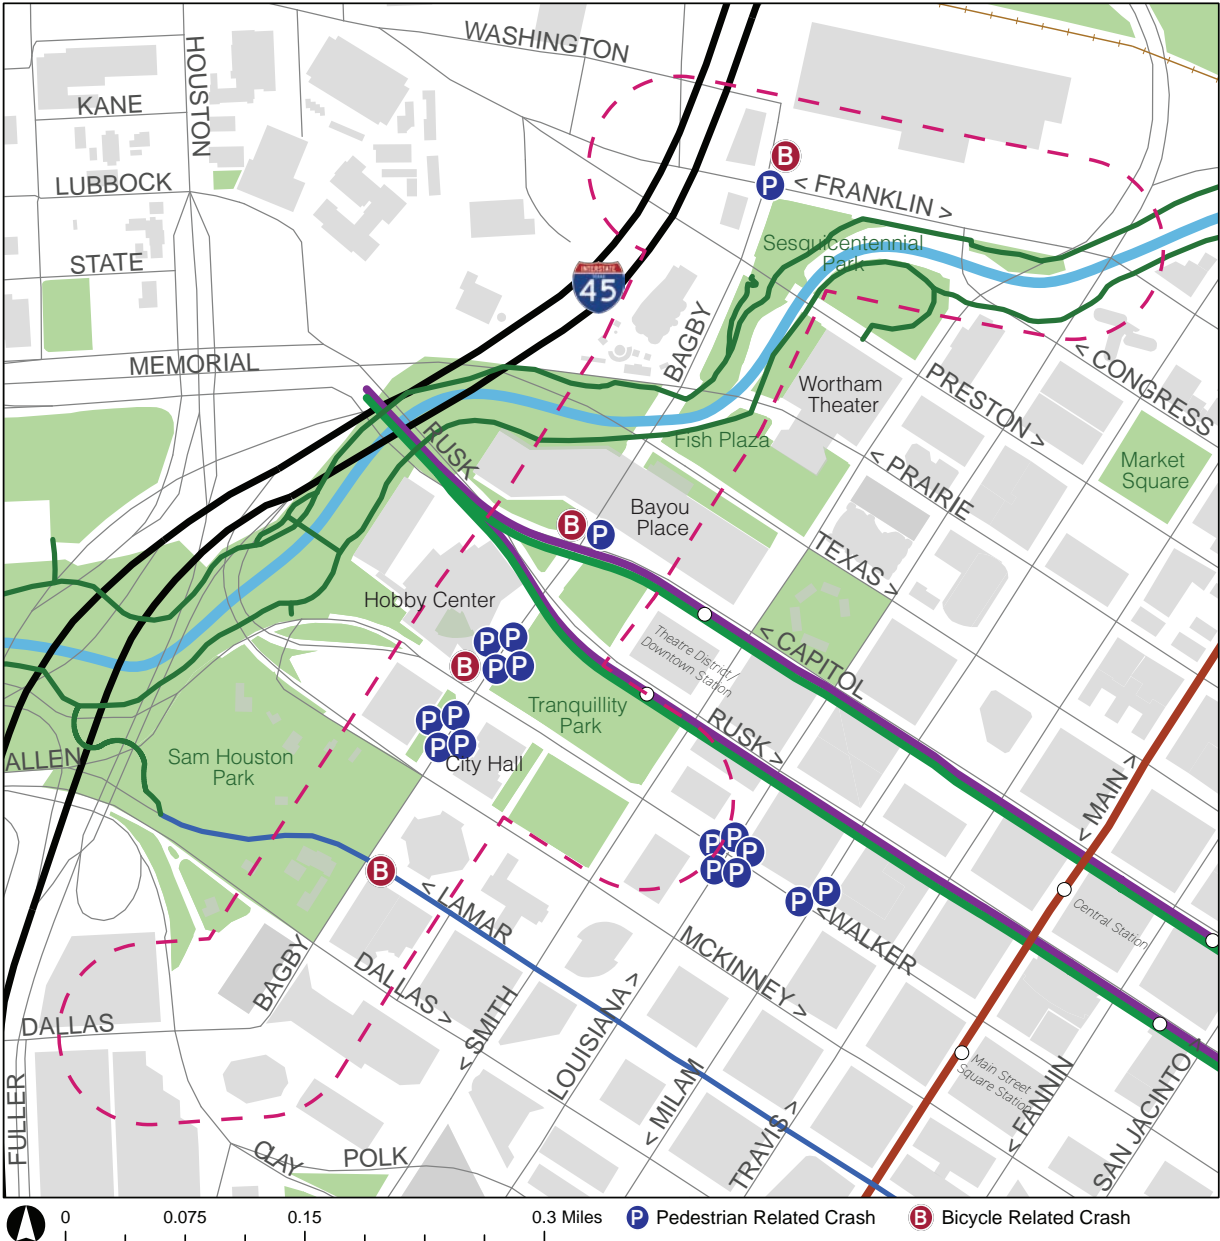 WASHINGTON
HOUSTON
KANE
LUBBOCK
STATE
MEMORIAL
INTERSTATE
TEXAS
45
B
P
< FRANKLIN >
Sesquicentennial
Park
BAGBY
Wortham
Theater
< CONGRESS
PRESTON >
Fish Plaza
< PRAIRIE
Market
Square
RUSK
Bayou
Place
B
P
TEXAS >
Hobby Center
P
P
B
P
P
Theatre District/
Downtown Station
< CAPITOL
Tranquillity
Park
RUSK >
P
P
P
P
City Hall
ALLEN
Sam Houston
Park
< MAIN >
P
P
P
P
P
B
P
P
< LAMAR
<WALKER
Central Station
MCKINNEY >
BAGBY
DALLAS >
DALLAS
< SMITH
LOUISIANA >
< MILAM
TRAVIS >
Main Street
Square Station
< FANNIN
SAN JACINTO >
FULLER
CLAY
POLK
0
0.075
0.15
0.3 Miles
P Pedestrian Related Crash
B Bicycle Related Crash